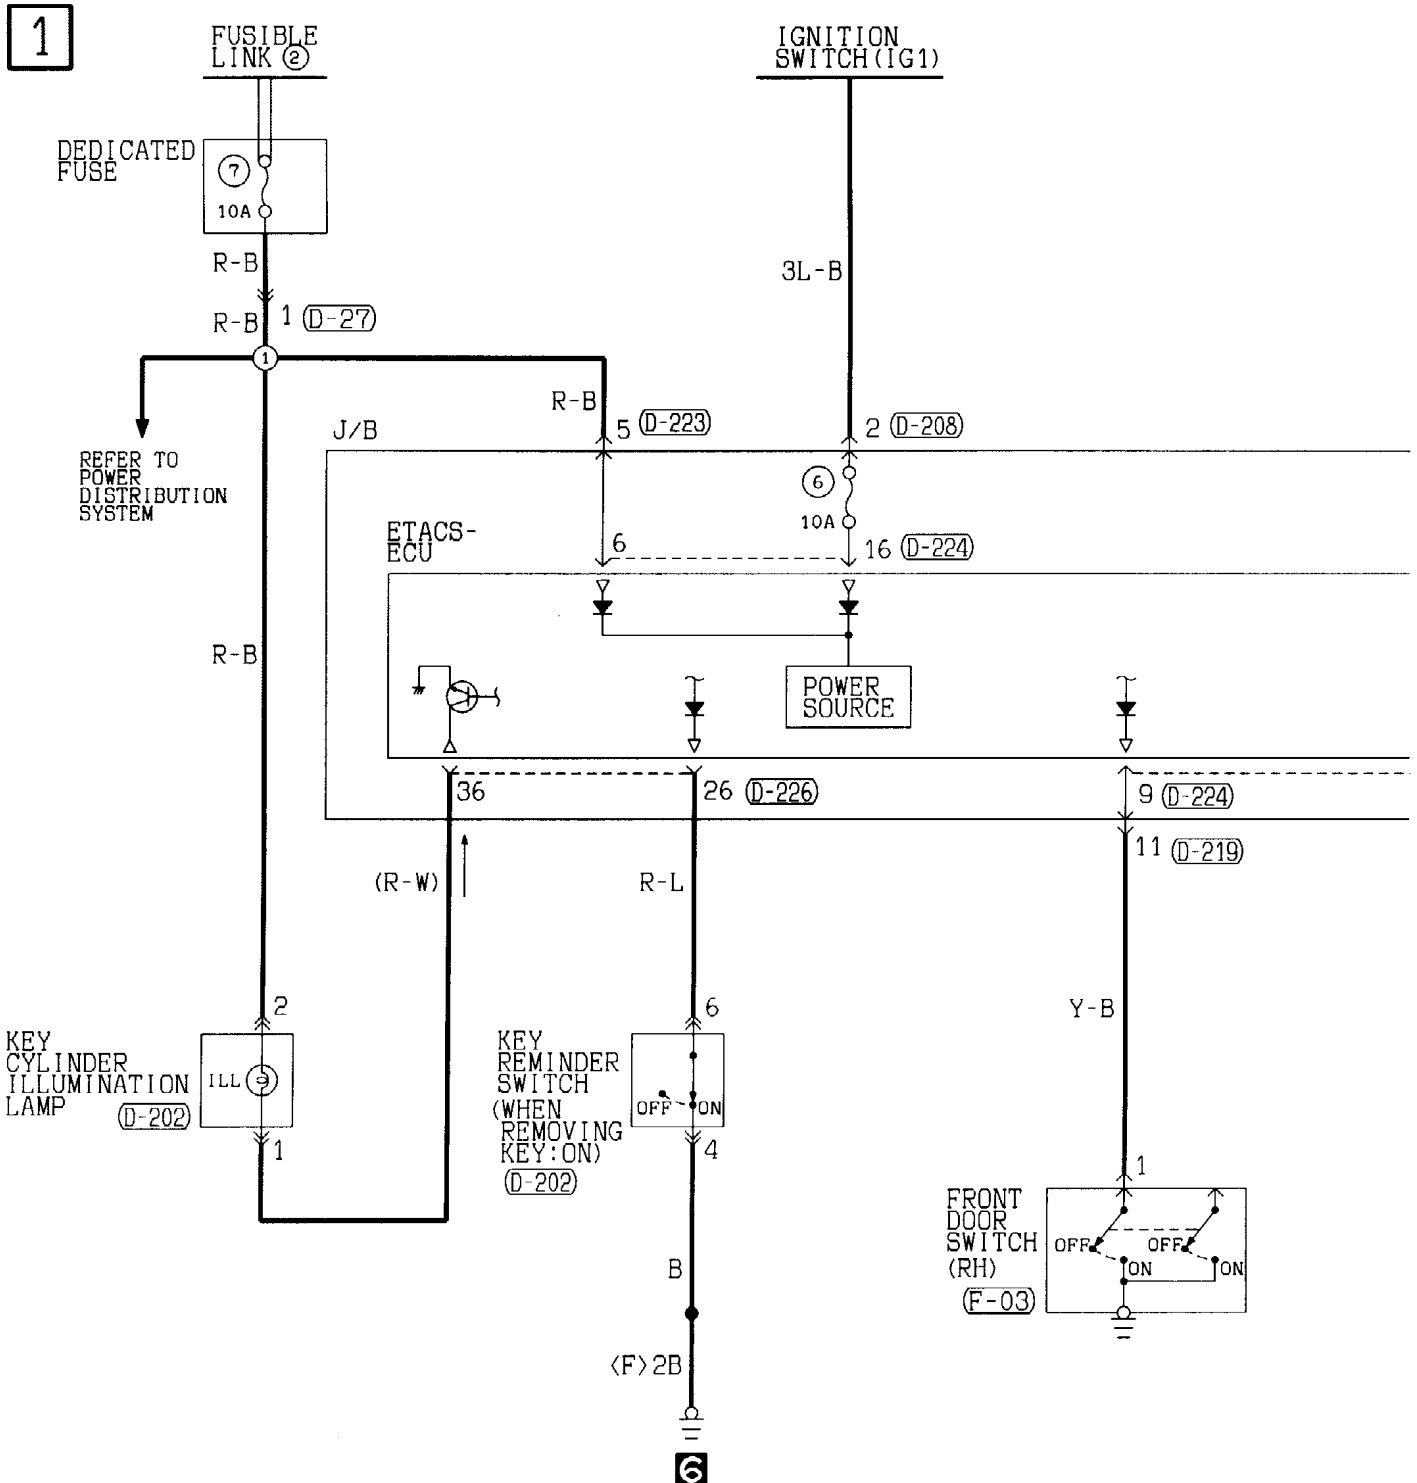 1
FUSIBLE
LINK ②
IGNITION
SWITCH(IG1)
DEDICATED
FUSE
7
10A
R-B
3L-B
1 D-27
R-B
1
R-B
5 D-223
2 D-208
J/B
REFER TO
POWER
DISTRIBUTION
SYSTEM
6
10A
ETACS-
ECU
6
16 D-224
R-B
POWER
SOURCE
36
26 D-226
9 D-224
11 D-219
(R-W)
R-L
2
6
Y-B
KEY
CYLINDER
ILLUMINATION
LAMP
D-202
ILL
1
KEY
REMINDER
SWITCH
(WHEN
REMOVING
KEY:ON)
D-202
OFF
ON
4
1
FRONT
DOOR
SWITCH
(RH)
F-03
OFF
ON
OFF
ON
B
<F>2B
6